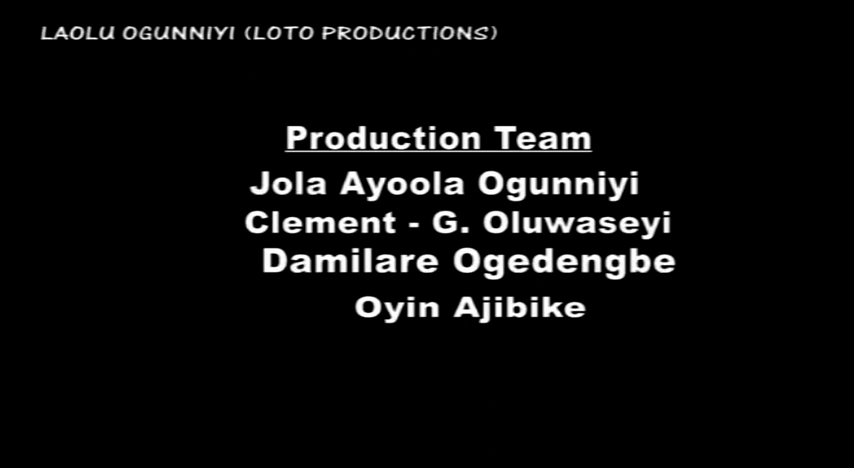 LAOLU OGUNNIYI (LOTO PRODUCTIONS)
Production Team
Jola Ayoola Ogunniyi
Clement - G. Oluwaseyi
Damilare Ogedengbe
Oyin Ajibike